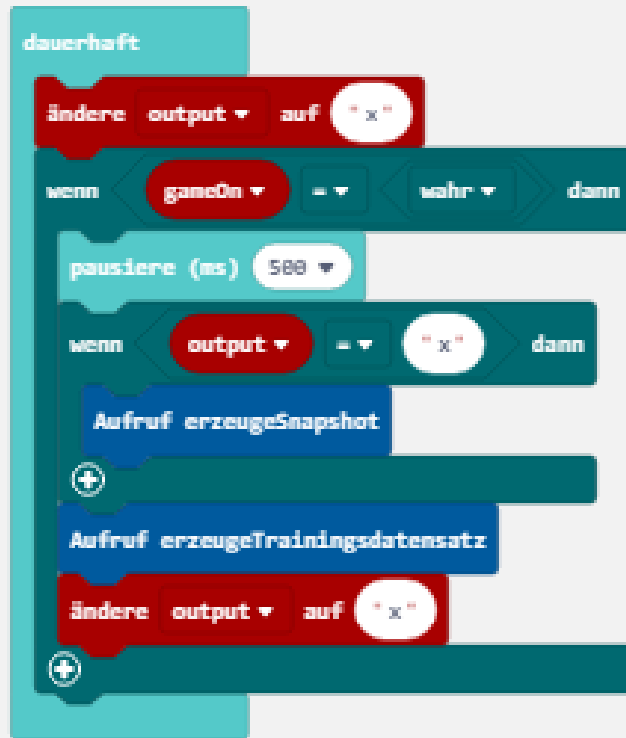 dauerhaft
ändere output auf "x"
wenn gameOn = wahr dann
pausiere (ms) 500
wenn output = "x" dann
Aufruf erzeugeSnapshot
Aufruf erzeugeTrainingsdatensatz
ändere output auf "x"